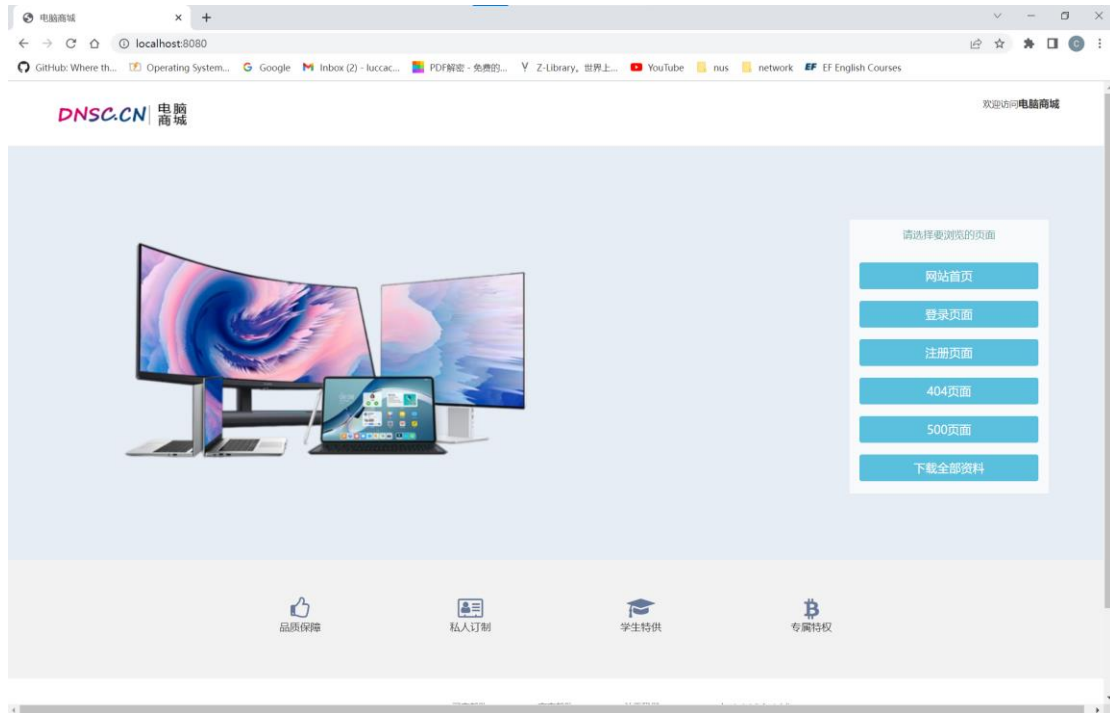 电脑商城
localhost:8080
GitHub: Where th... Operating System... Google Inbox (2) - luccac... PDF解密 - 免费的... Z-Library。世界上... YouTube nus network EF English Courses
DNSC.CN 电脑商城
欢迎访问电脑商城
请选择要浏览的页面
网站首页
登录页面
注册页面
404页面
500页面
下载全部资料
品质保障 私人订制 学生特供 专属特权